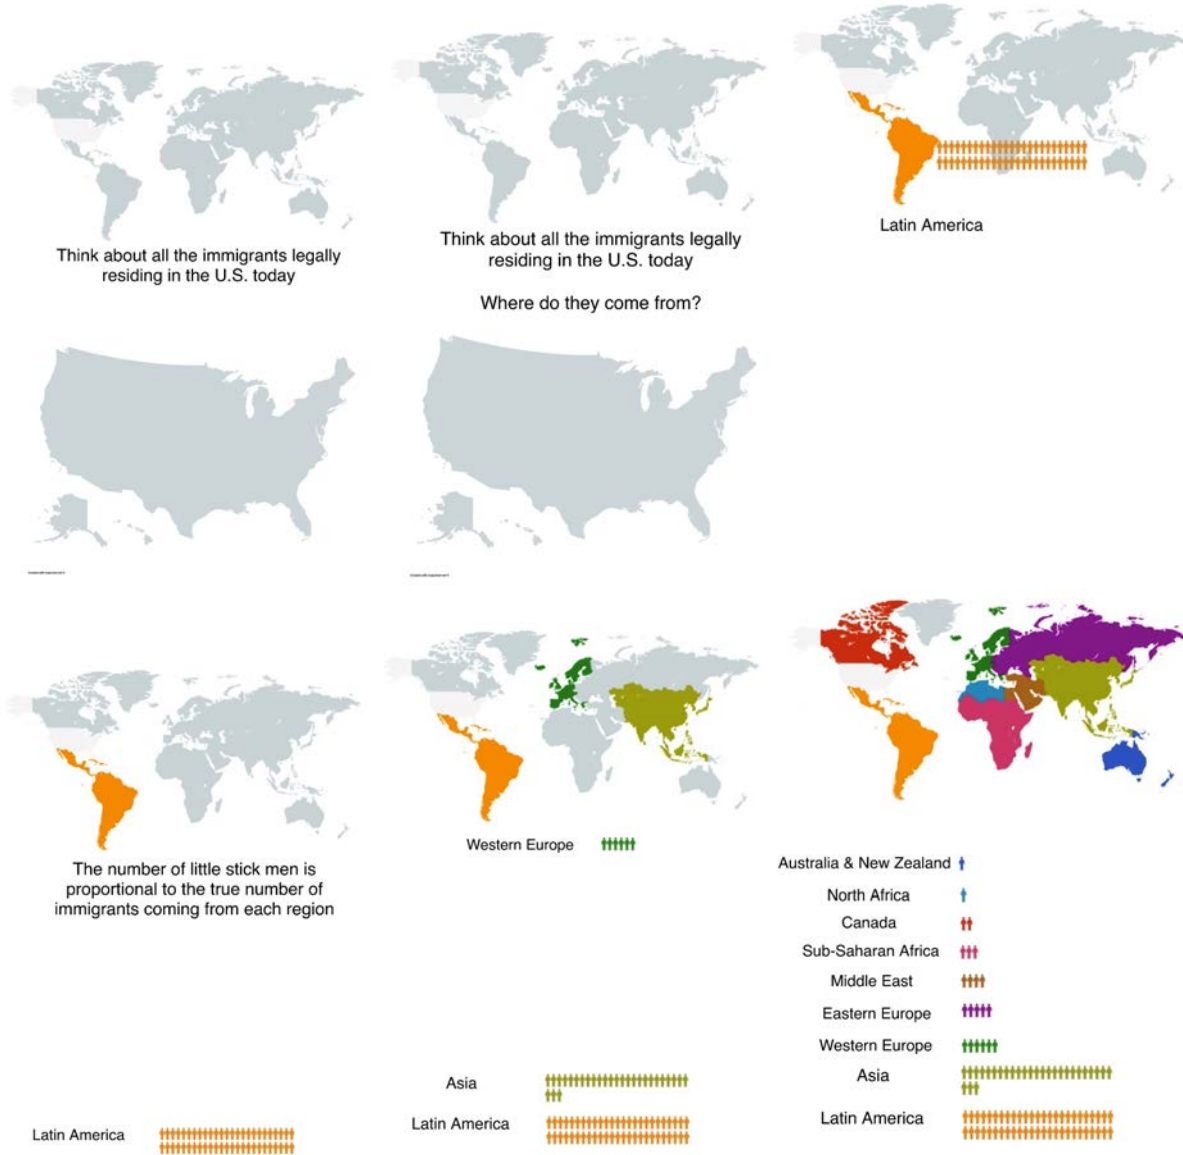 Think about all the immigrants legally
residing in the U.S. today
Think about all the immigrants legally
residing in the U.S. today
Where do they come from?
Latin America
The number of little stick men is
proportional to the true number of
immigrants coming from each region
Latin America
Western Europe
Asia
Latin America
Australia & New Zealand
North Africa
Canada
Sub-Saharan Africa
Middle East
Eastern Europe
Western Europe
Asia
Latin America